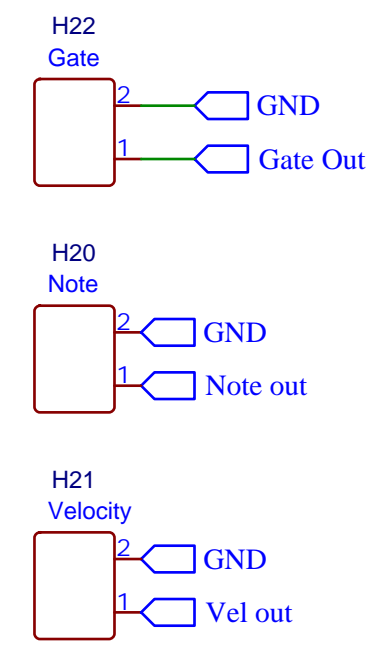 H22
Gate
2 GND
1 Gate Out
H20
Note
2 GND
1 Note out
H21
Velocity
2 GND
1 Vel out